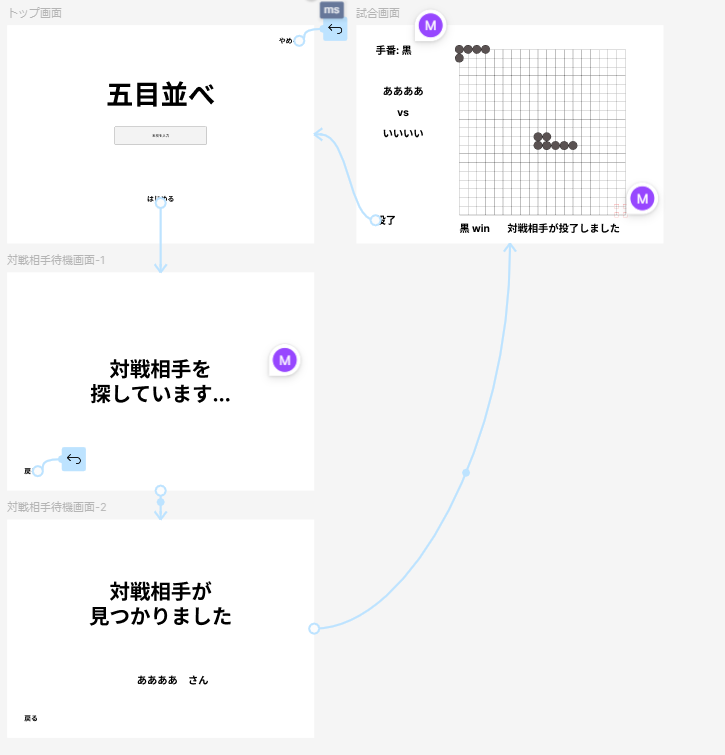 ms
トップ画面
やめ
五目並べ
名前を入力
はじめる
試合画面
M
手番: 黒
ああああ
vs
いいいい
投了
M
黒 win 対戦相手が投了しました
対戦相手待機画面-1
対戦相手を
探しています...
M
戻
対戦相手待機画面-2
対戦相手が
見つかりました
ああああ さん
戻る